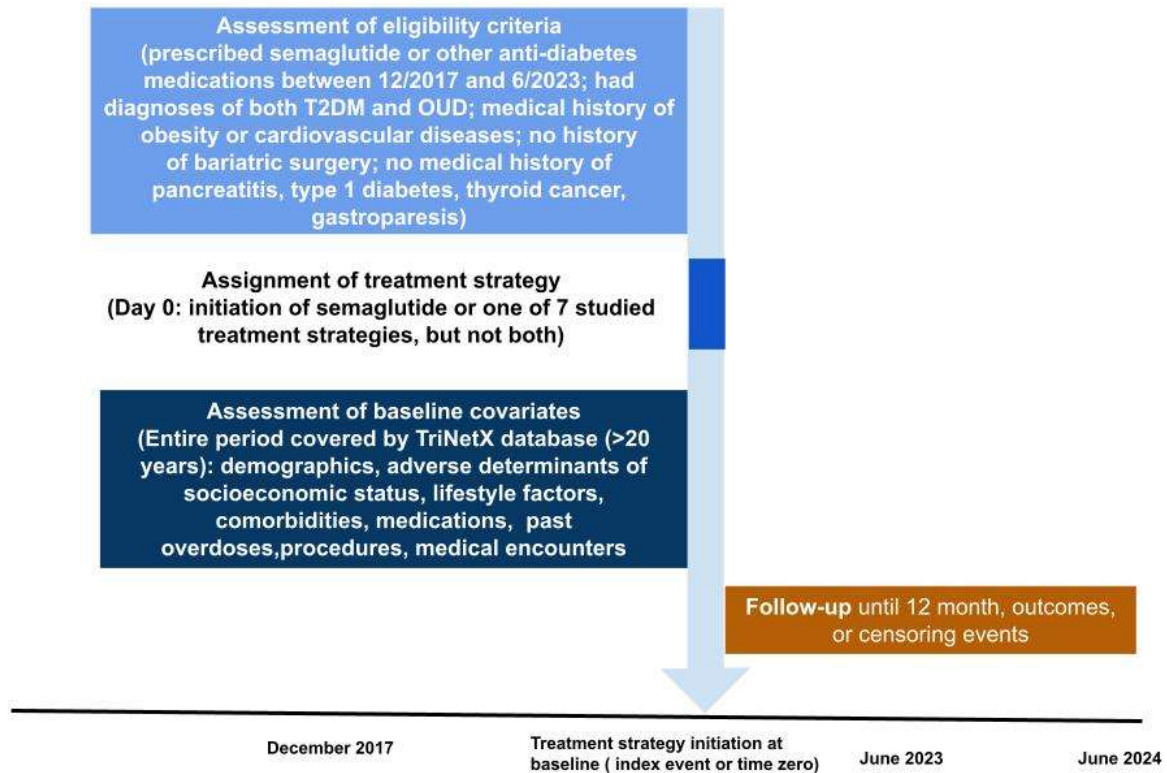 Assessment of eligibility criteria
(prescribed semaglutide or other anti-diabetes
medications between 12/2017 and 6/2023; had
diagnoses of both T2DM and OUD; medical history of
obesity or cardiovascular diseases; no history
of bariatric surgery; no medical history of
pancreatitis, type 1 diabetes, thyroid cancer,
gastroparesis)
Assignment of treatment strategy
(Day 0: initiation of semaglutide or one of 7 studied
treatment strategies, but not both)
Assessment of baseline covariates
(Entire period covered by TriNetX database (>20
years): demographics, adverse determinants of
socioeconomic status, lifestyle factors,
comorbidities, medications, past
overdoses,procedures, medical encounters
Follow-up until 12 month, outcomes,
or censoring events
December 2017
Treatment strategy initiation at
baseline ( index event or time zero)
June 2023
June 2024